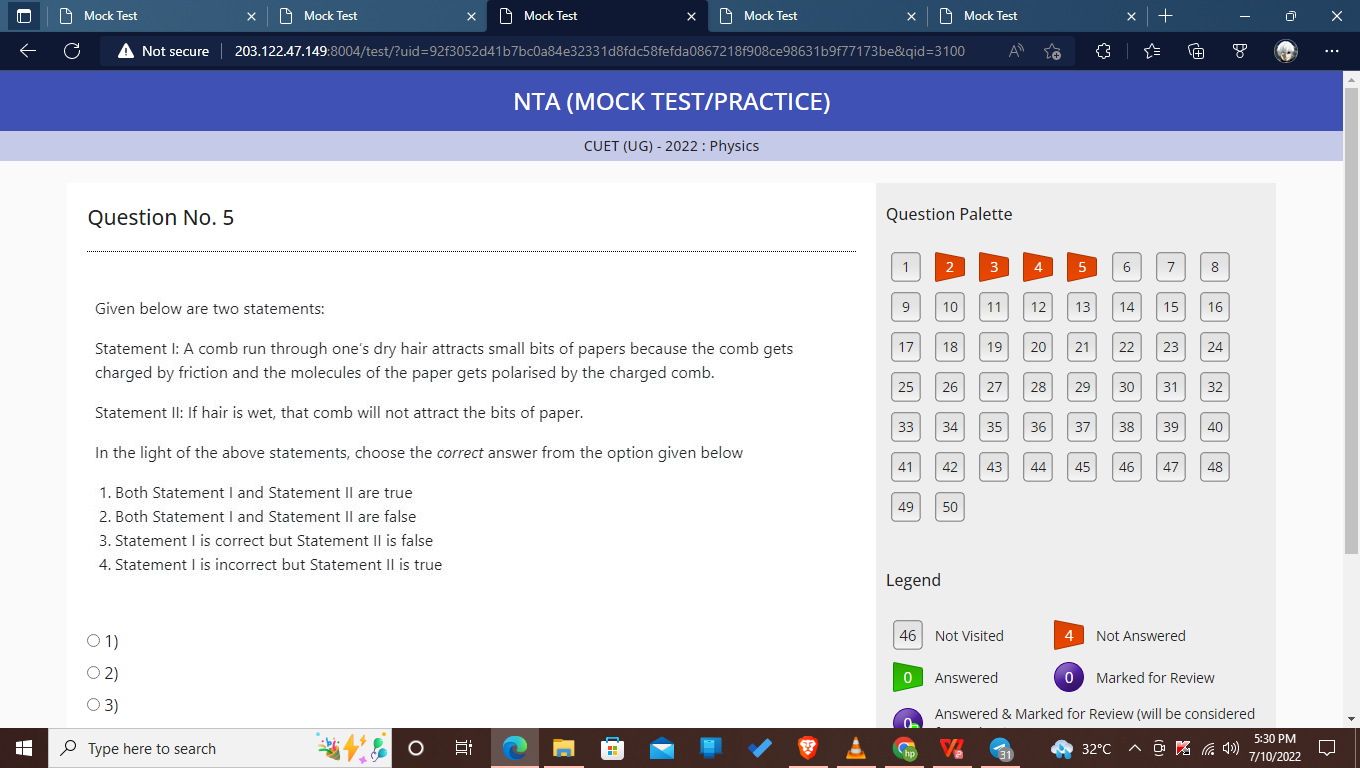 Mock Test
Mock Test
Mock Test
Mock Test
Mock Test
Not secure
203.122.47.149:8004/test/?uid=92f3052d41b7bc0a84e32331d8fdc58fefda0867218f908ce98631b9f77173be&qid=3100
NTA (MOCK TEST/PRACTICE)
CUET (UG) - 2022 : Physics
Question No. 5
Given below are two statements:
Statement I: A comb run through one's dry hair attracts small bits of papers because the comb gets
charged by friction and the molecules of the paper gets polarised by the charged comb.
Statement II: If hair is wet, that comb will not attract the bits of paper.
In the light of the above statements, choose the correct answer from the option given below
1. Both Statement I and Statement II are true
2. Both Statement I and Statement II are false
3. Statement I is correct but Statement II is false
4. Statement I is incorrect but Statement II is true
1)
2)
3)
Question Palette
1 2 3 4 5 6 7 8
9 10 11 12 13 14 15 16
17 18 19 20 21 22 23 24
25 26 27 28 29 30 31 32
33 34 35 36 37 38 39 40
41 42 43 44 45 46 47 48
49 50
Legend
46 Not Visited
4 Not Answered
0 Answered
0 Marked for Review
0 Answered & Marked for Review (will be considered
Type here to search
hp
31
32°C
5:30 PM
7/10/2022